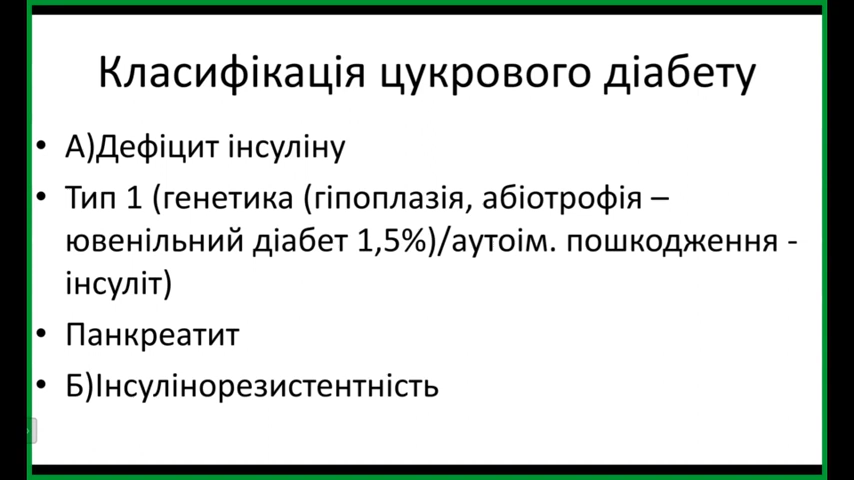 Класифікація цукрового діабету
• А)Дефіцит інсуліну
• Тип 1 (генетика (гіпоплазія, абіотрофія –
ювенільний діабет 1,5%)/аутоім. пошкодження -
інсуліт)
• Панкреатит
• Б)Інсулінорезистентність